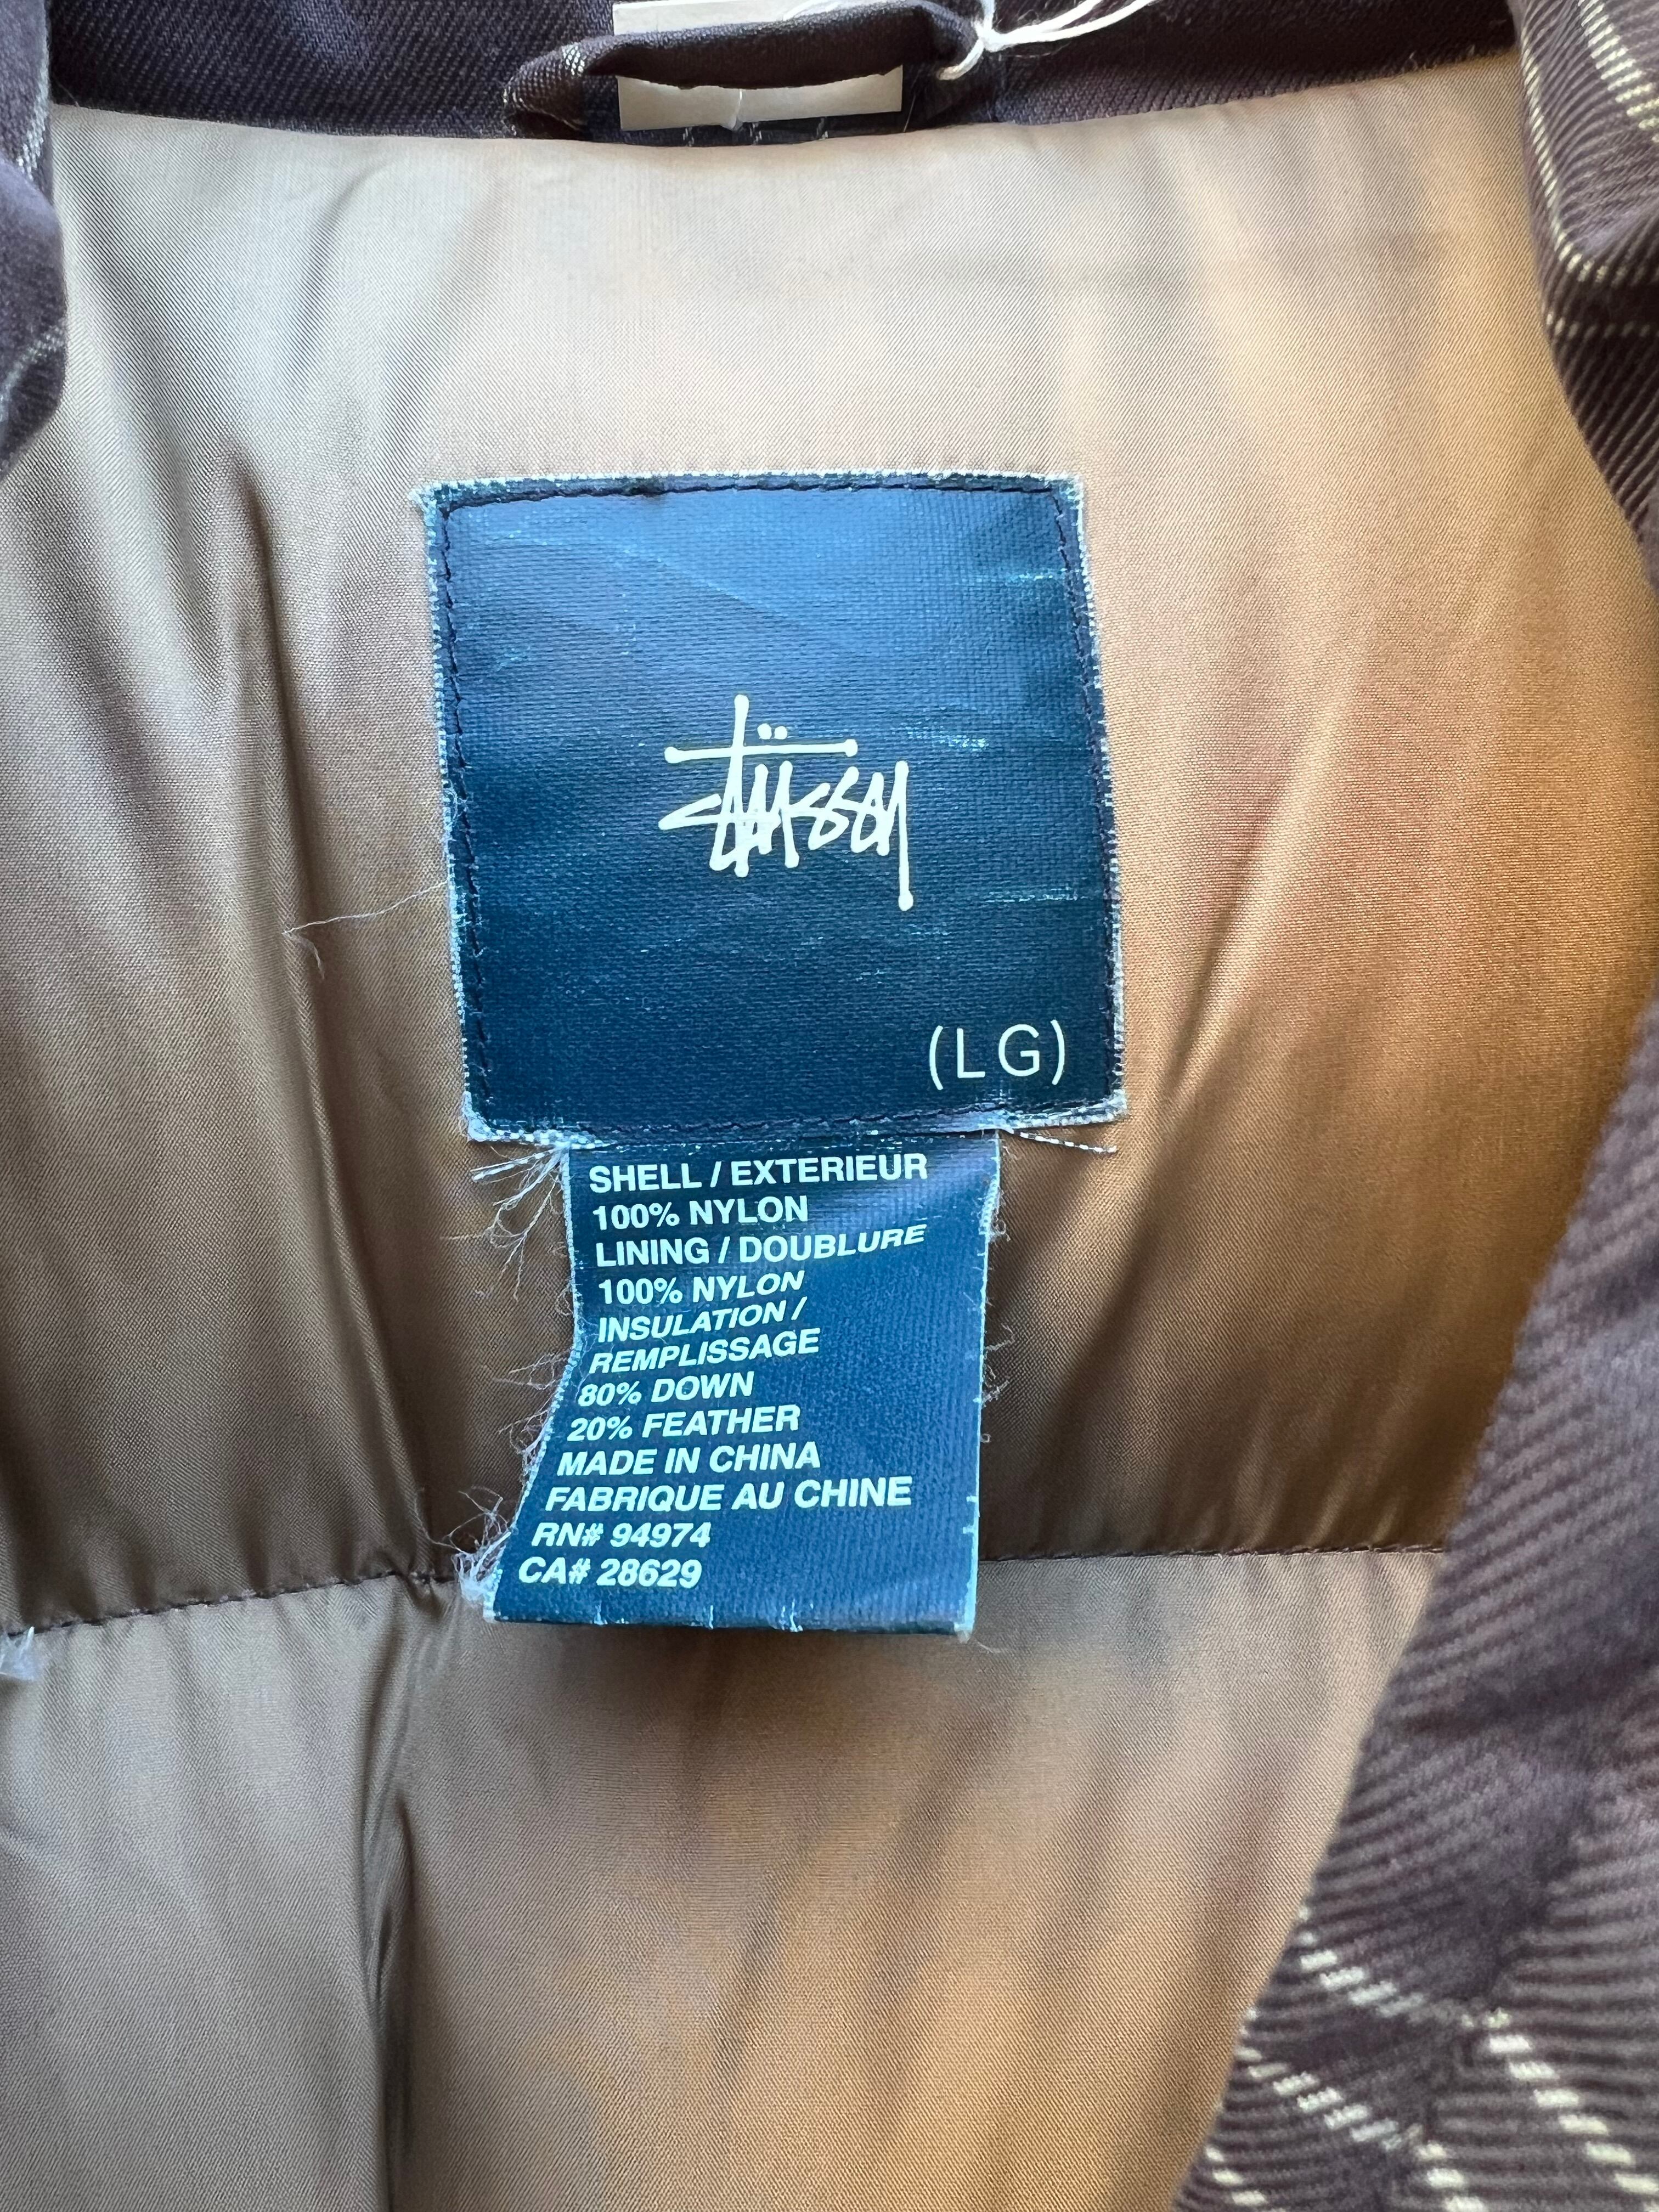 Stüssy
(LG)
SHELL / EXTERIEUR
100% NYLON
LINING / DOUBLURE
100% NYLON
INSULATION /
REMPLISSAGE
80% DOWN
20% FEATHER
MADE IN CHINA
FABRIQUE AU CHINE
RN# 94974
CA# 28629